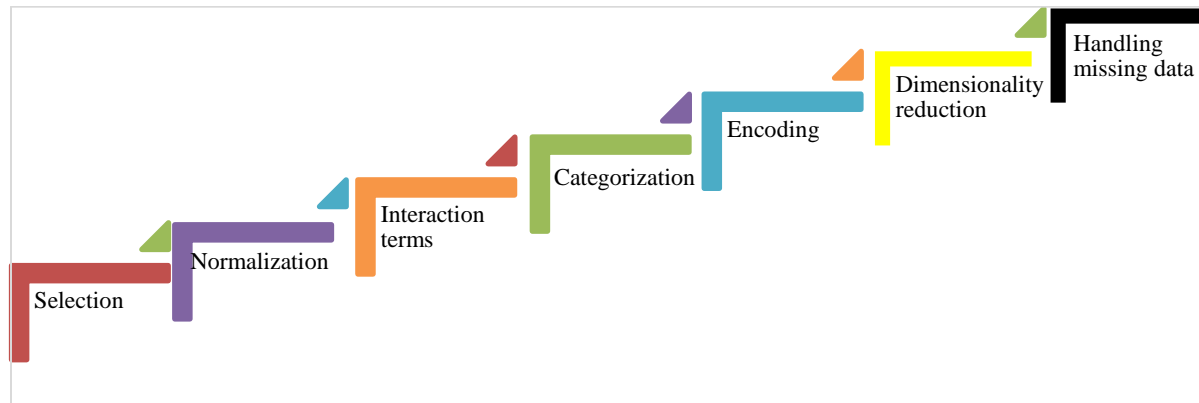 Selection
Normalization
Interaction
terms
Categorization
Encoding
Dimensionality
reduction
Handling
missing data